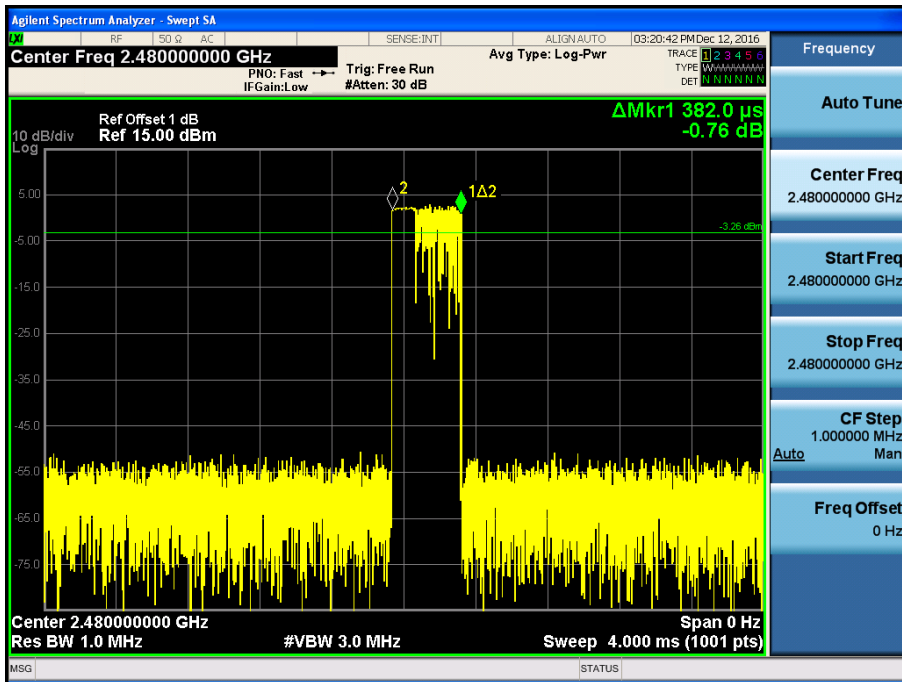 Agilent Spectrum Analyzer - Swept SA
LXI RF 50 Ω AC SENSE:INT ALIGNAUTO 03:20:42 PM Dec 12, 2016
Center Freq 2.480000000 GHz
PNO: Fast
IFGain:Low
Trig: Free Run
#Atten: 30 dB
Avg Type: Log-Pwr
TRACE 1 2 3 4 5 6
TYPE WWWWWW
DET N N N N N N
ΔMkr1 382.0 µs
-0.76 dB
Ref Offset 1 dB
10 dB/div Ref 15.00 dBm
Log
5.00
-5.00
-15.0
-25.0
-35.0
-45.0
-55.0
-65.0
-75.0
2
1Δ2
-3.26 dBm
Center 2.480000000 GHz Span 0 Hz
Res BW 1.0 MHz #VBW 3.0 MHz Sweep 4.000 ms (1001 pts)
MSG STATUS
Frequency
Auto Tune
Center Freq
2.480000000 GHz
Start Freq
2.480000000 GHz
Stop Freq
2.480000000 GHz
CF Step
1.000000 MHz
Auto Man
Freq Offset
0 Hz